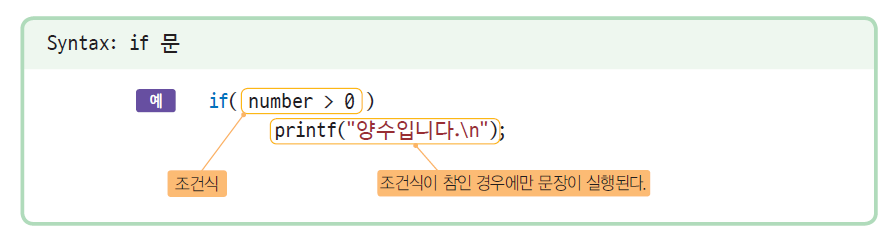 Syntax: if 문
예 if( number > 0 )
printf("양수입니다.\n");
조건식 조건식이 참인 경우에만 문장이 실행된다.